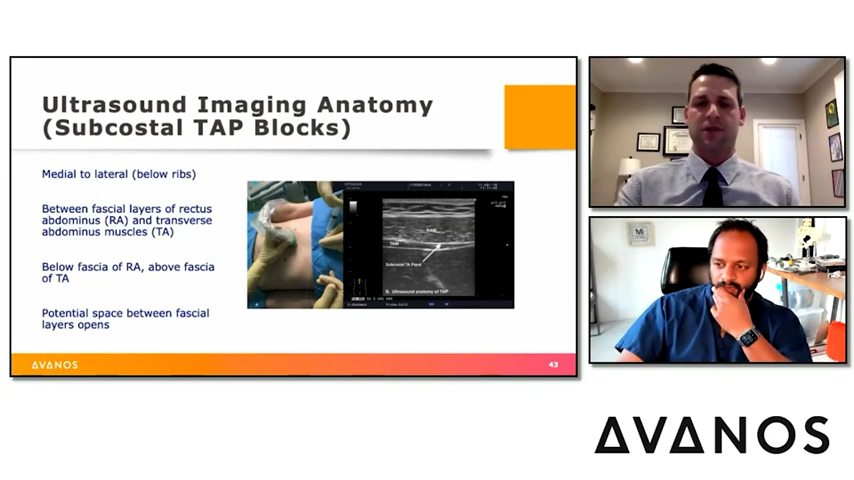 Ultrasound Imaging Anatomy
(Subcostal TAP Blocks)
Medial to lateral (below ribs)
Between fascial layers of rectus
abdominus (RA) and transverse
abdominus muscles (TA)
Below fascia of RA, above fascia
of TA
Potential space between fascial
layers opens
RAM
TAM
Subcostal TA Plane
B. Ultrasound anatomy of TAP
A
AVANOS
43
AVANOS